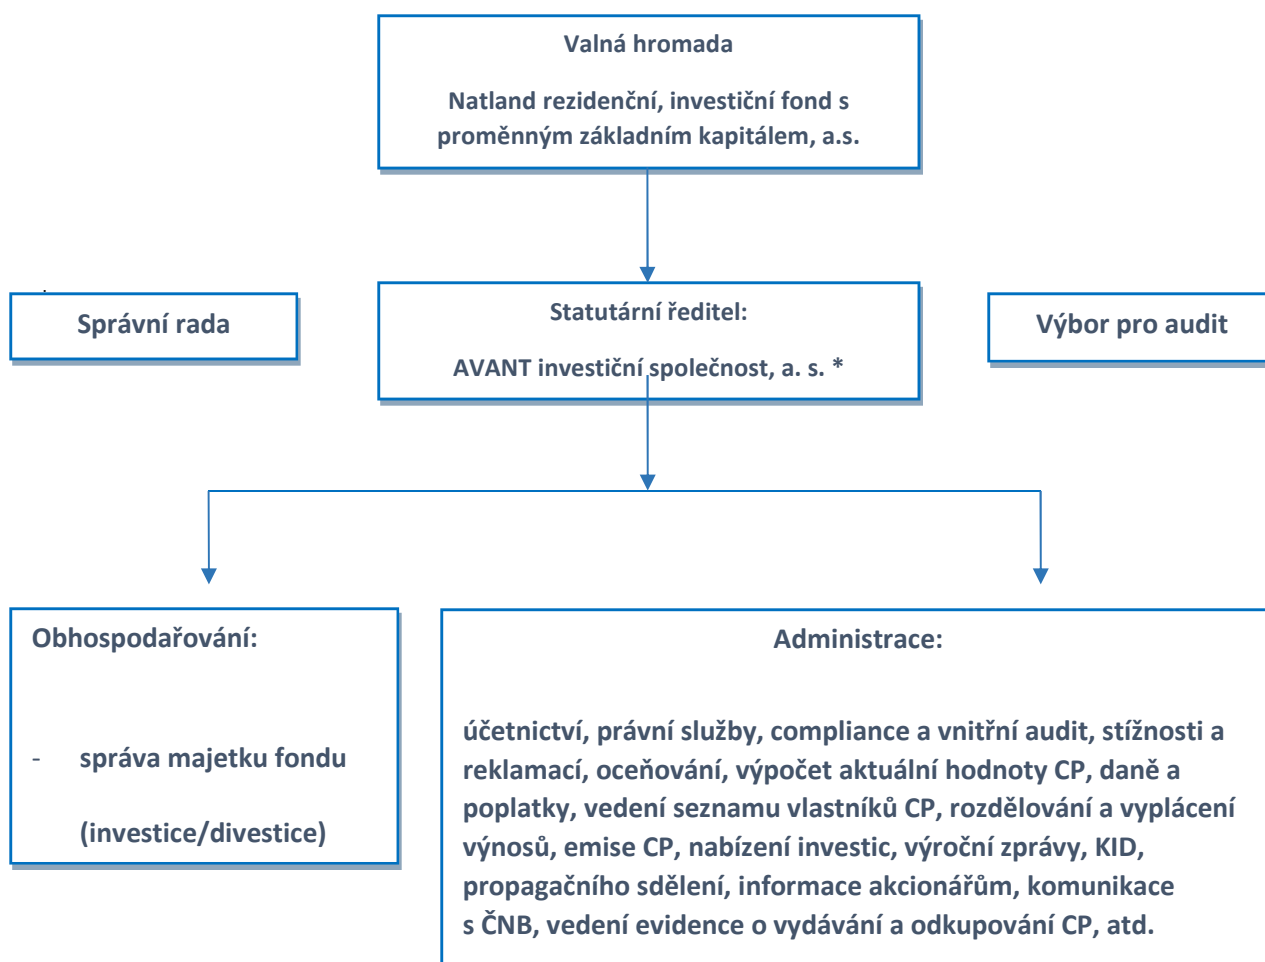 Valná hromada
Natland rezidenční, investiční fond s
proměnným základním kapitálem, a.s.
Správní rada
Statutární ředitel:
AVANT investiční společnost, a. s. *
Výbor pro audit
Obhospodařování:
- správa majetku fondu
(investice/divestice)
Administrace:
účetnictví, právní služby, compliance a vnitřní audit, stížnosti a
reklamací, oceňování, výpočet aktuální hodnoty CP, daně a
poplatky, vedení seznamu vlastníků CP, rozdělování a vyplácení
výnosů, emise CP, nabízení investic, výroční zprávy, KID,
propagačního sdělení, informace akcionářům, komunikace
s ČNB, vedení evidence o vydávání a odkupování CP, atd.